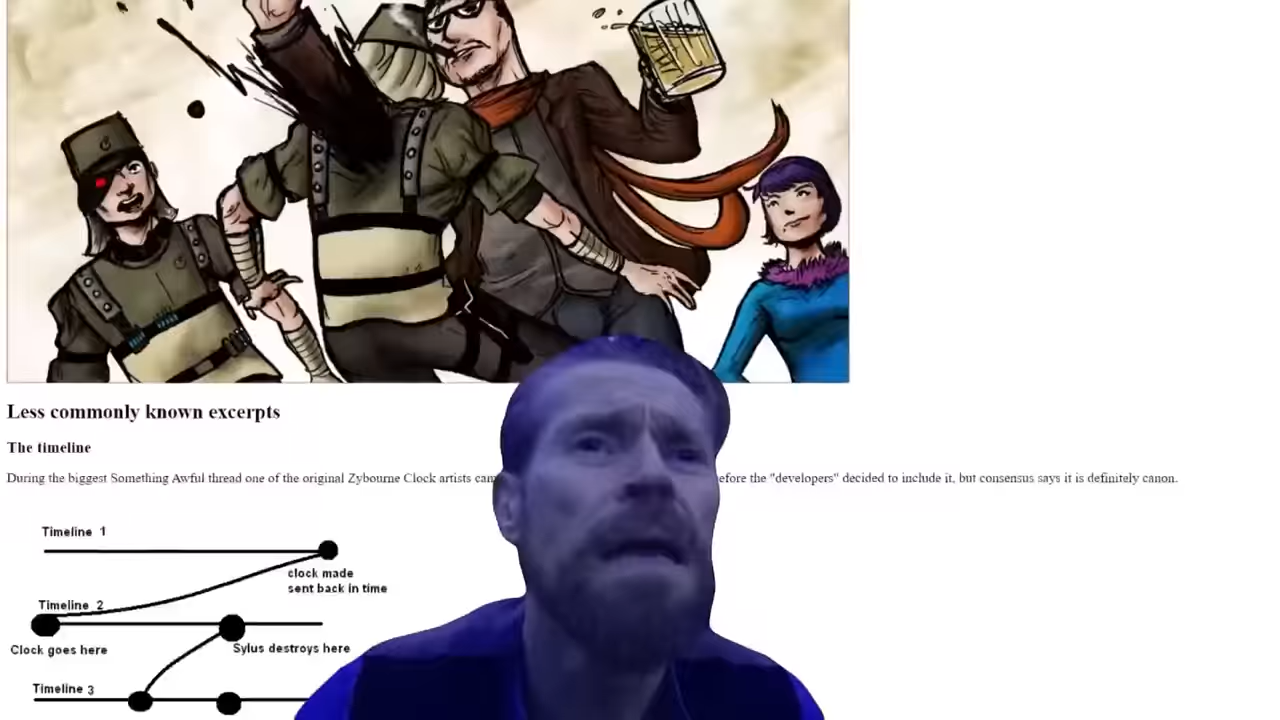 Less commonly known excerpts
The timeline
During the biggest Something Awful thread one of the original Zybourne Clock artists the "developers" decided to include it, but consensus says it is definitely canon.
Timeline 1
clock made
sent back in time
Timeline 2
Clock goes here
Sylus destroys here
Timeline 3